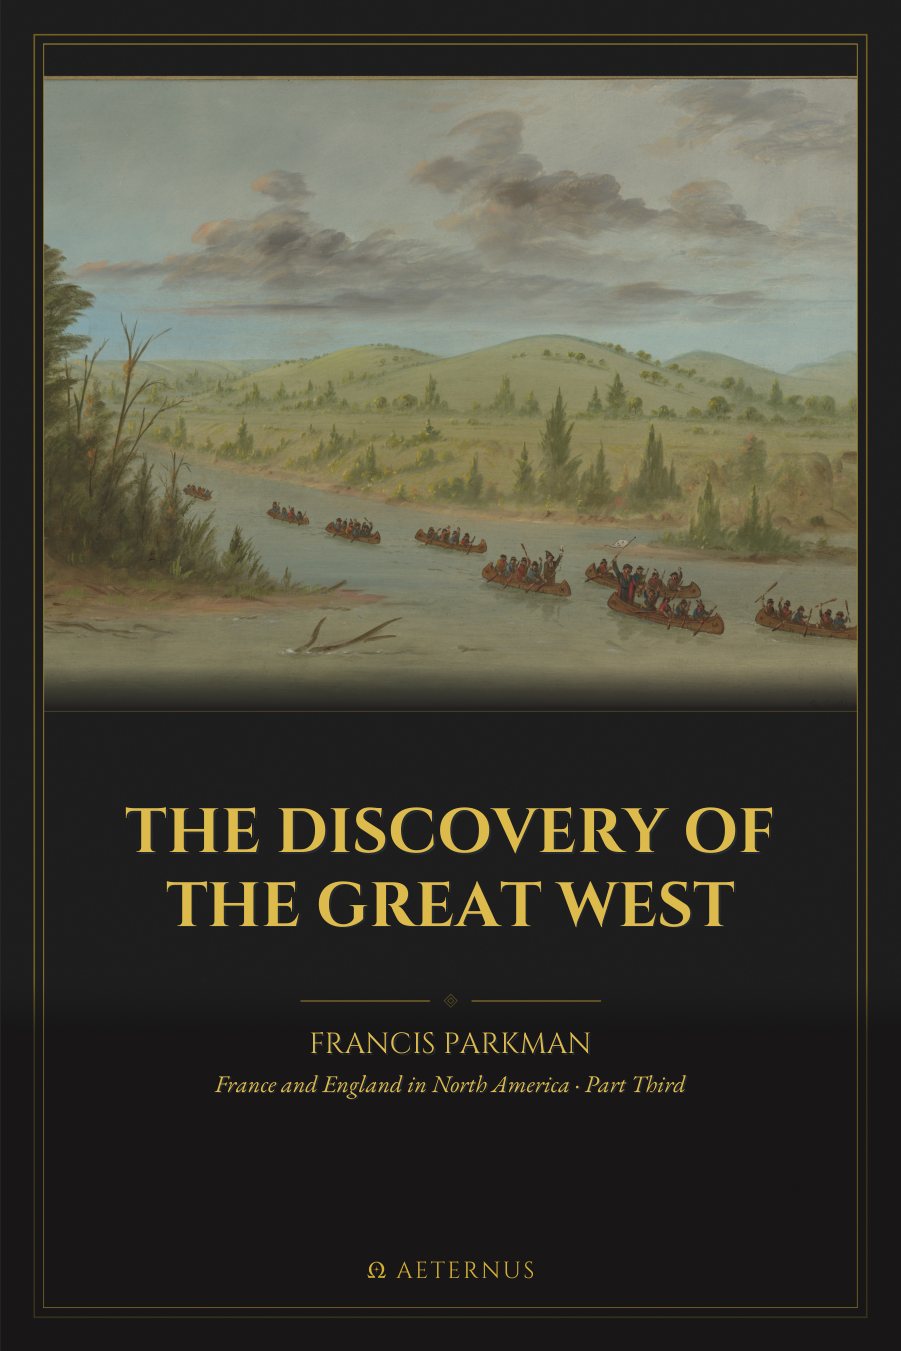 THE DISCOVERY OF
THE GREAT WEST
FRANCIS PARKMAN
France and England in North America · Part Third
Ω AETERNUS